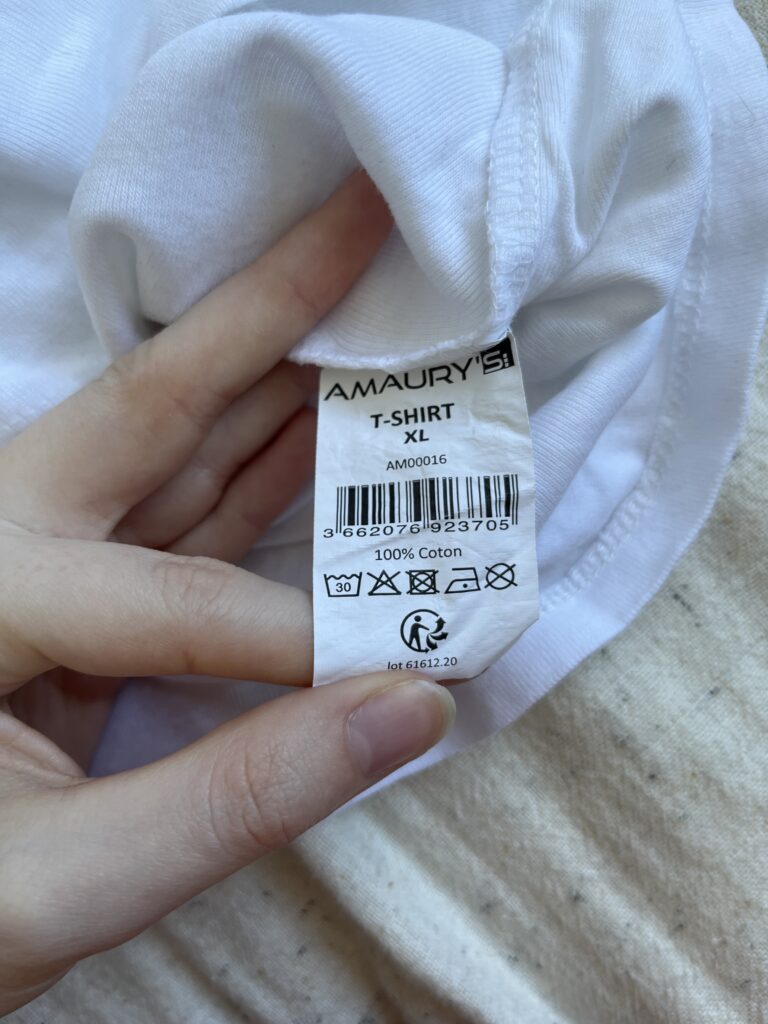 AMAURY'S
T-SHIRT
XL
AM00016
3 662076 923705
100% Coton
30
lot 61612.20